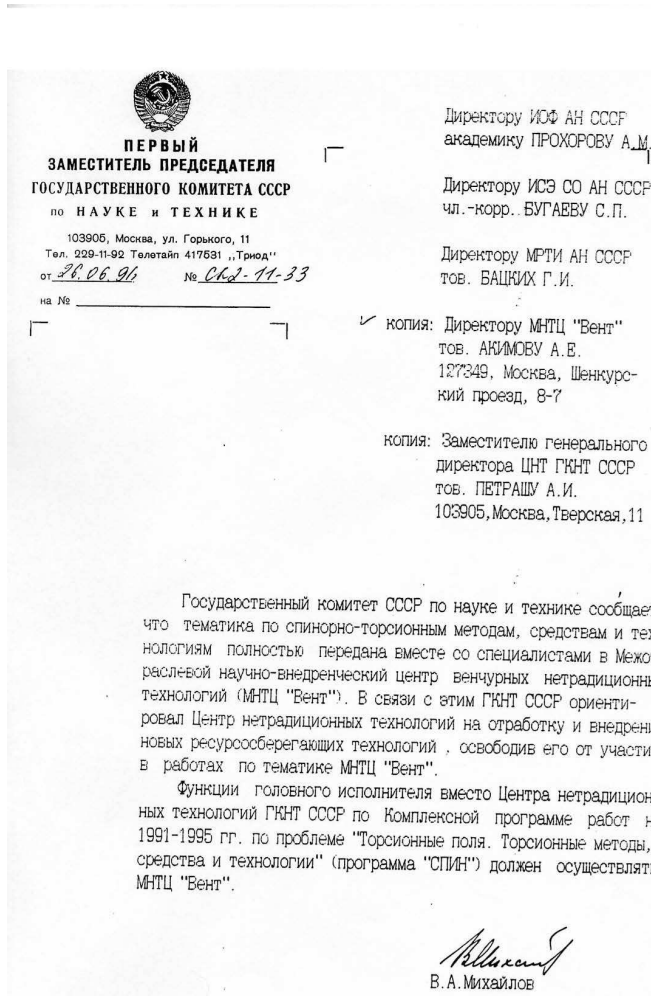 ПЕРВЫЙ
ЗАМЕСТИТЕЛЬ ПРЕДСЕДАТЕЛЯ
ГОСУДАРСТВЕННОГО КОМИТЕТА СССР
по НАУКЕ и ТЕХНИКЕ
103905, Москва, ул. Горького, 11
Тел. 229-11-92 Телетайп 417531 ,,Триод''
от 26.06.91 №
на №
Директору ИОФ АН СССР
академику ПРОХОРОВУ А.М.
Директору ИСЭ СО АН СССР
чл.-корр. БУГАЕВУ С.П.
Директору МРТИ АН СССР
тов. БАЦКИХ Г.И.
копия: Директору МНТЦ "Вент"
тов. АКИМОВУ А.Е.
127349, Москва, Шенкурс-
кий проезд, 8-7
копия: Заместителю генерального
директора ЦНТ ГКНТ СССР
тов. ПЕТРАШУ А.И.
103905,Москва,Тверская,11
Государственный комитет СССР по науке и технике сообщае
что тематика по спинорно-торсионным методам, средствам и тех
нологиям полностью передана вместе со специалистами в Межо
раслевой научно-внедренческий центр венчурных нетрадиционн
технологий (МНТЦ "Вент"). В связи с этим ГКНТ СССР ориенти-
ровал Центр нетрадиционных технологий на отработку и внедрени
новых ресурсосберегающих технологий , освободив его от участи
в работах по тематике МНТЦ "Вент".
Функции головного исполнителя вместо Центра нетрадицион
ных технологий ГКНТ СССР по Комплексной программе работ н
1991-1995 гг. по проблеме "Торсионные поля. Торсионные методы,
средства и технологии" (программа "СПИН") должен осуществлят
МНТЦ "Вент".
В.А.Михайлов